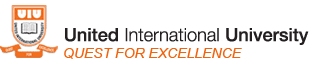 United International University
QUEST FOR EXCELLENCE